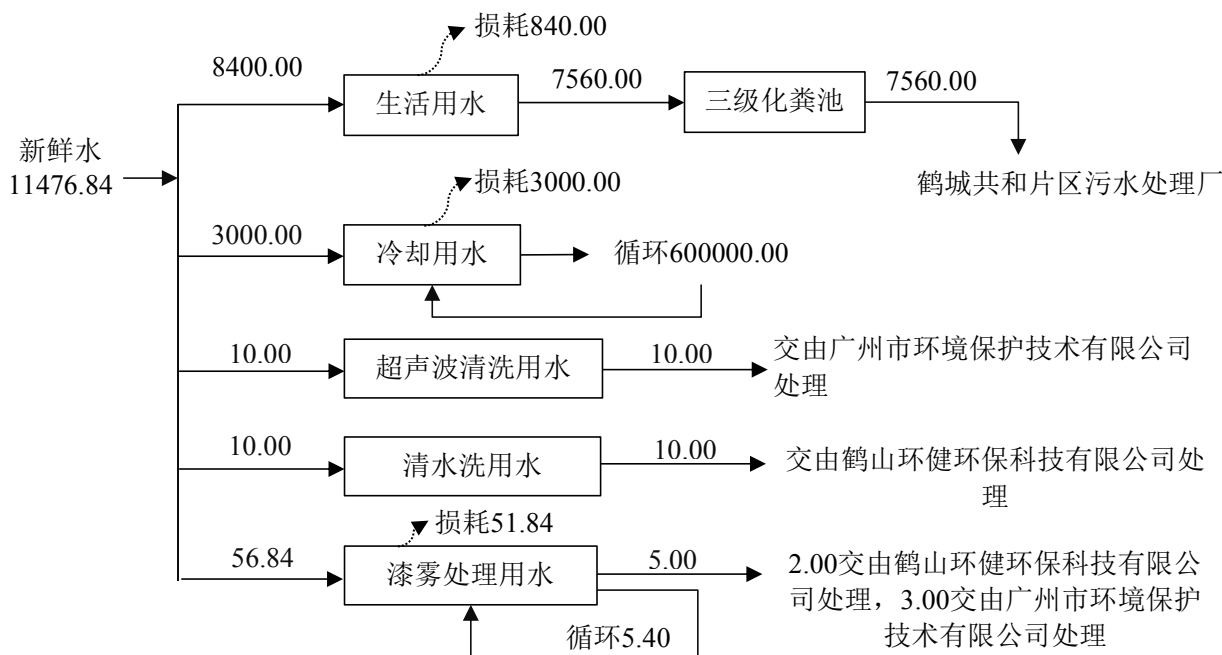 损耗840.00
8400.00
生活用水
7560.00
三级化粪池
7560.00
鹤城共和片区污水处理厂
新鲜水
11476.84
损耗3000.00
3000.00
冷却用水
循环600000.00
10.00
超声波清洗用水
10.00
交由广州市环境保护技术有限公司
处理
10.00
清水洗用水
10.00
交由鹤山环健环保科技有限公司处
理
损耗51.84
56.84
漆雾处理用水
5.00
2.00交由鹤山环健环保科技有限公
司处理，3.00交由广州市环境保护
技术有限公司处理
循环5.40